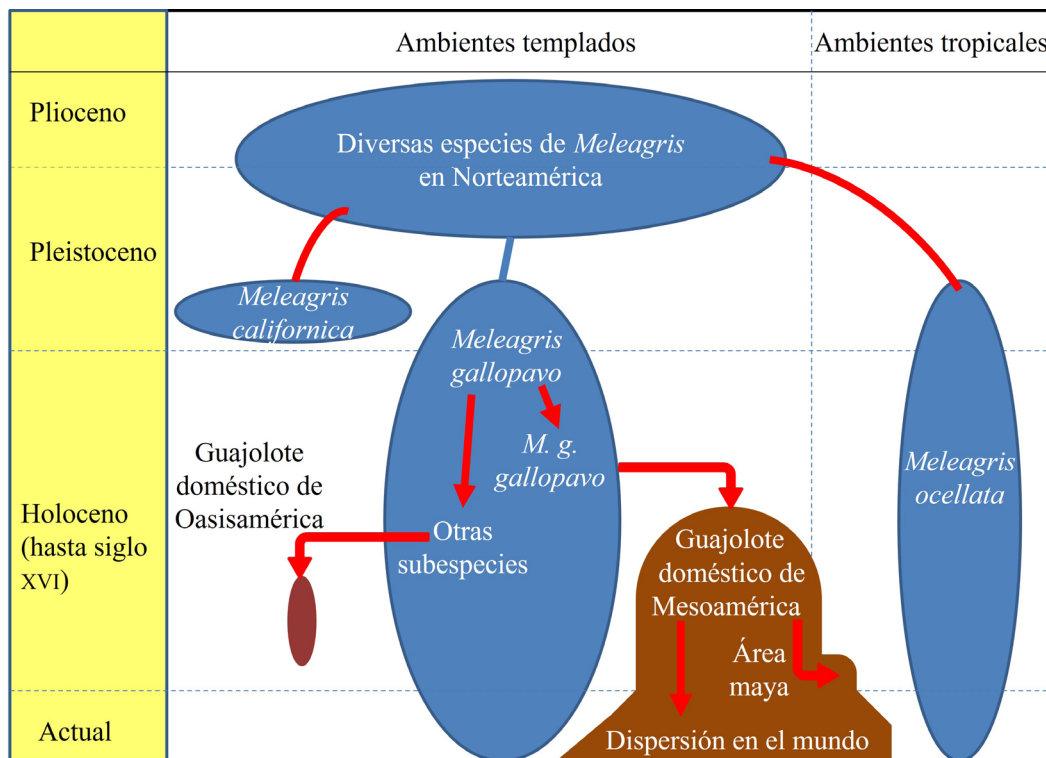 Ambientes templados
Ambientes tropicales
Plioceno
Diversas especies de Meleagris
en Norteamérica
Pleistoceno
Meleagris
californica
Meleagris
gallopavo
M. g.
gallopavo
Guajolote
doméstico de
Oasisamérica
Meleagris
ocellata
Holoceno
(hasta siglo
XVI)
Otras
subespecies
Guajolote
doméstico de
Mesoamérica
Área
maya
Actual
Dispersión en el mundo